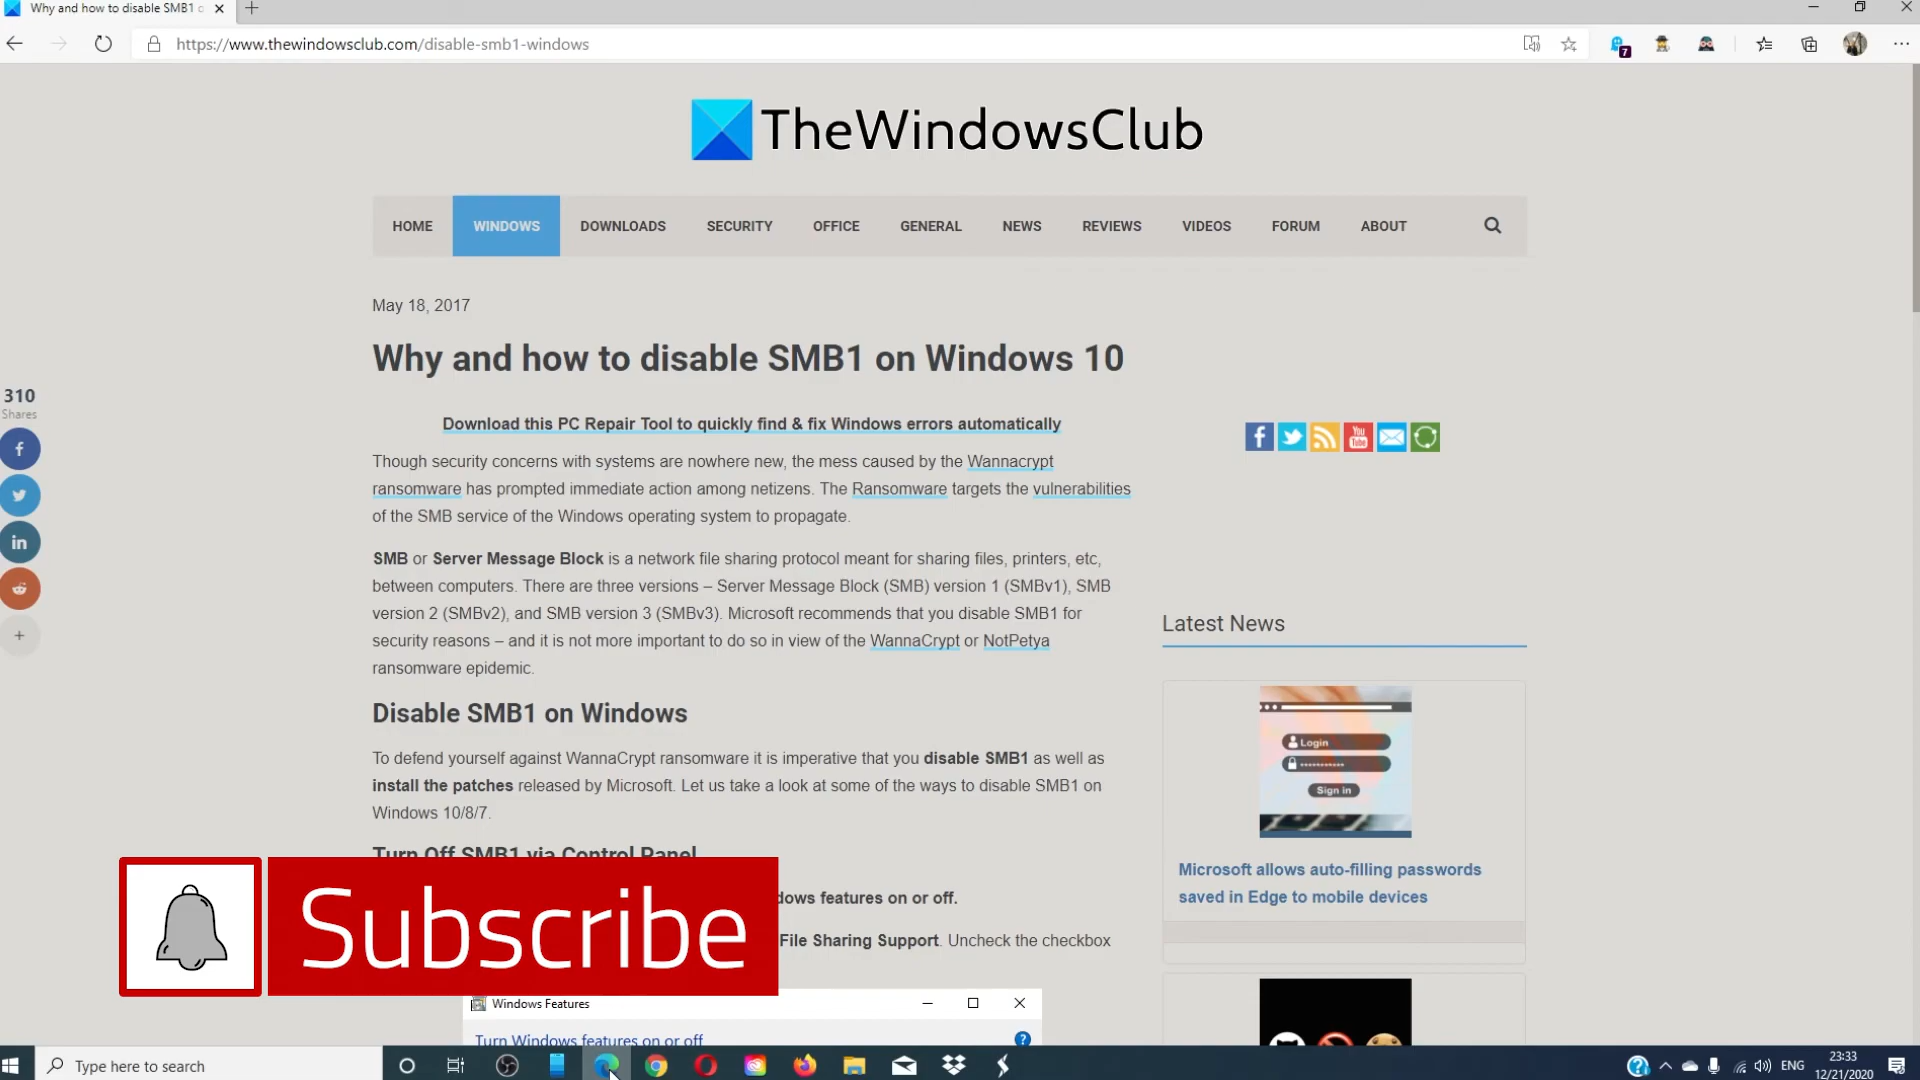 Why and how to disable SMB1
https://www.thewindowsclub.com/disable-smb1-windows
7
TheWindowsClub
HOME WINDOWS DOWNLOADS SECURITY OFFICE GENERAL NEWS REVIEWS VIDEOS FORUM ABOUT
May 18, 2017
Why and how to disable SMB1 on Windows 10
310
Shares
Download this PC Repair Tool to quickly find & fix Windows errors automatically
Though security concerns with systems are nowhere new, the mess caused by the Wannacrypt
ransomware has prompted immediate action among netizens. The Ransomware targets the vulnerabilities
of the SMB service of the Windows operating system to propagate.
SMB or Server Message Block is a network file sharing protocol meant for sharing files, printers, etc,
between computers. There are three versions – Server Message Block (SMB) version 1 (SMBv1), SMB
version 2 (SMBv2), and SMB version 3 (SMBv3). Microsoft recommends that you disable SMB1 for
security reasons – and it is not more important to do so in view of the WannaCrypt or NotPetya
ransomware epidemic.
Disable SMB1 on Windows
To defend yourself against WannaCrypt ransomware it is imperative that you disable SMB1 as well as
install the patches released by Microsoft. Let us take a look at some of the ways to disable SMB1 on
Windows 10/8/7.
Turn Off SMB1 via Control Panel
dows features on or off.
File Sharing Support. Uncheck the checkbox
Subscribe
Windows Features
Turn Windows features on or off
You
Tube
Latest News
Login
Sign in
Microsoft allows auto-filling passwords
saved in Edge to mobile devices
Type here to search
ENG
23:33
12/21/2020